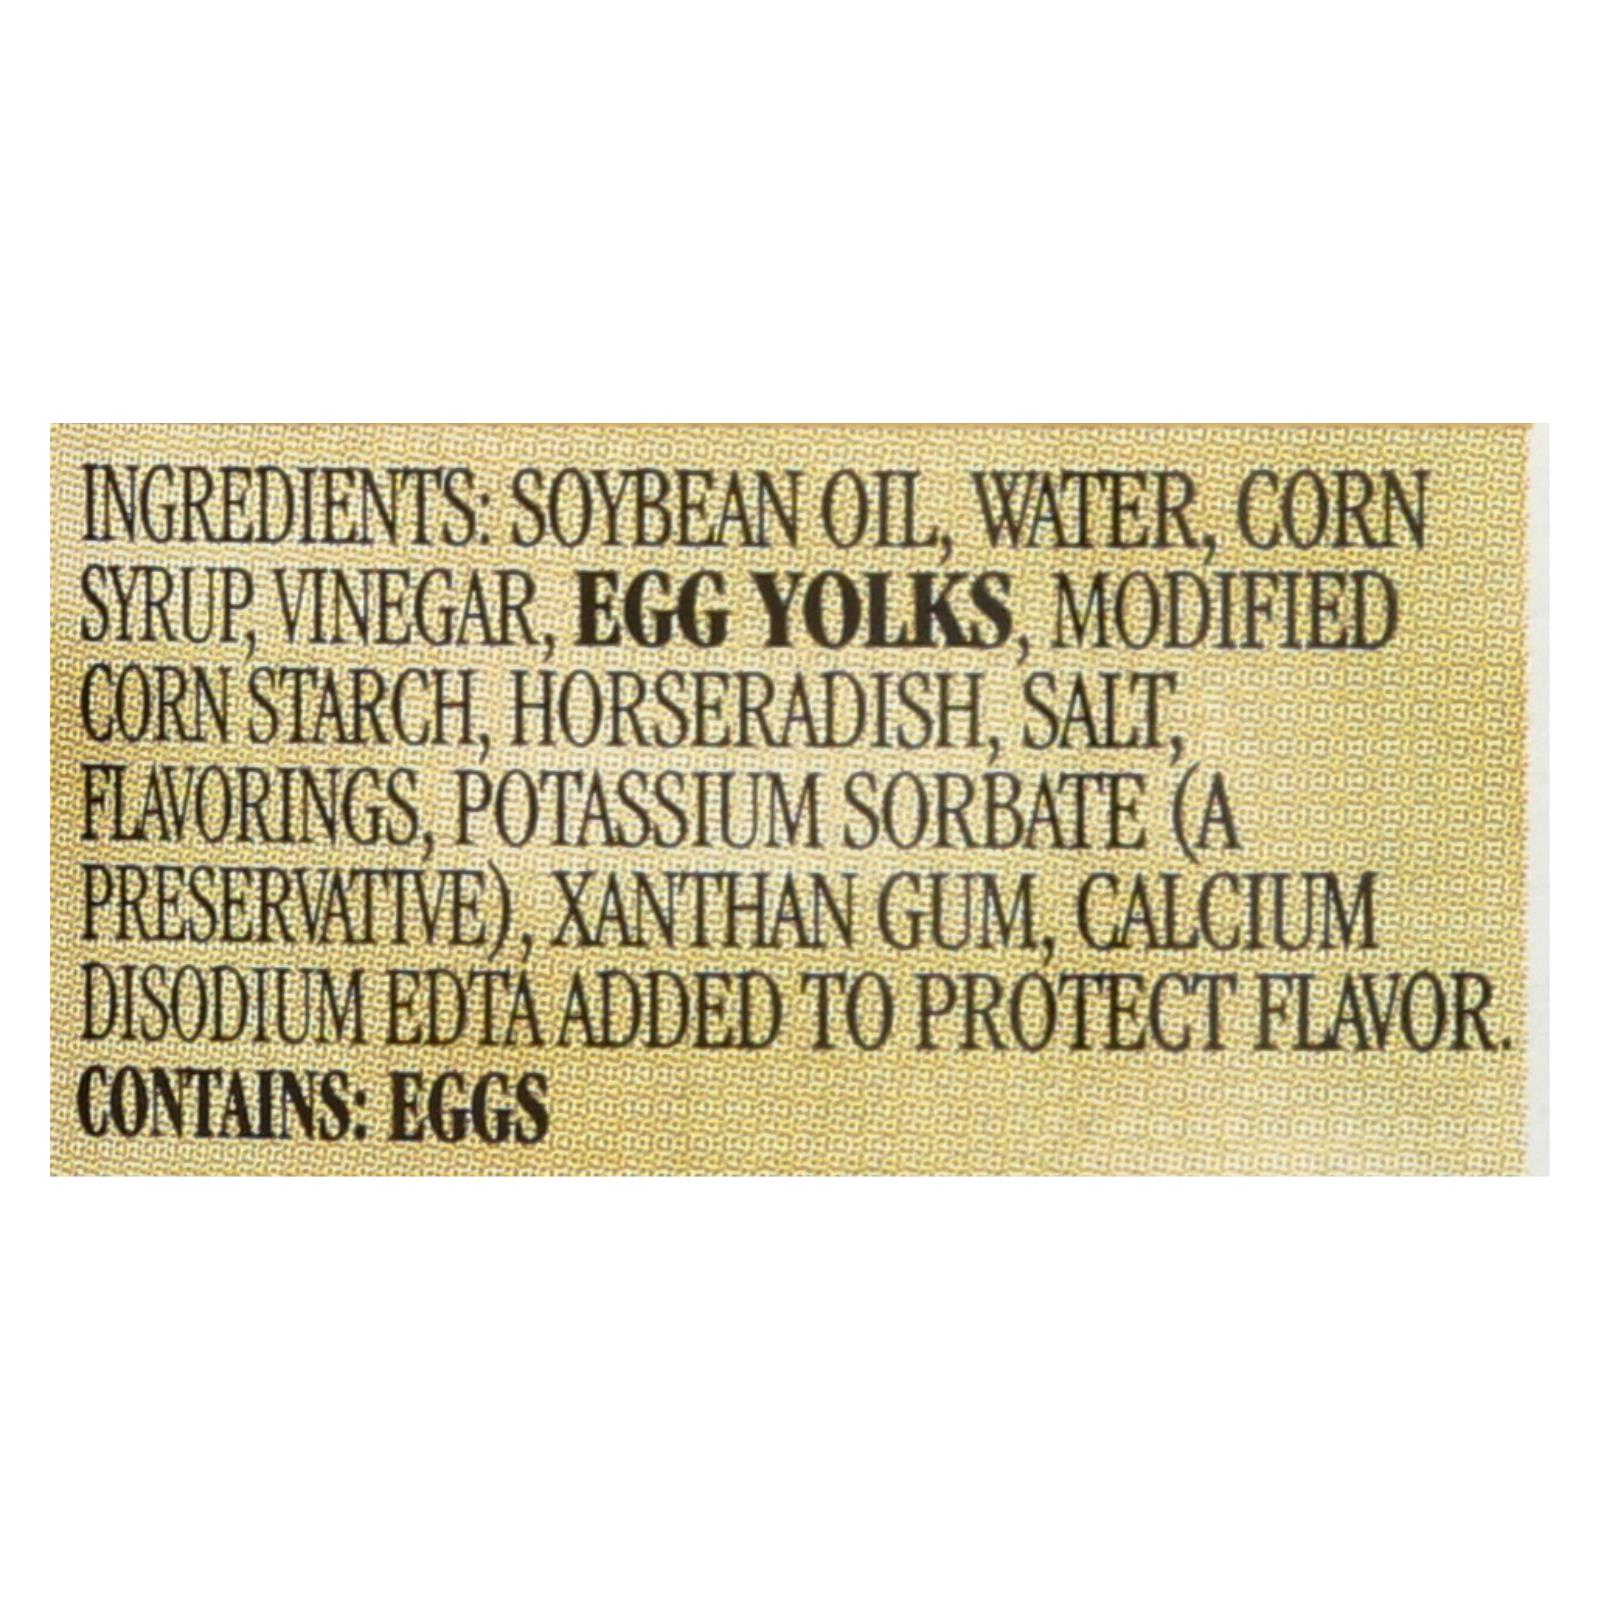 INGREDIENTS: SOYBEAN OIL, WATER, CORN
SYRUP, VINEGAR, EGG YOLKS, MODIFIED
CORN STARCH, HORSERADISH, SALT,
FLAVORINGS, POTASSIUM SORBATE (A
PRESERVATIVE), XANTHAN GUM, CALCIUM
DISODIUM EDTA ADDED TO PROTECT FLAVOR.
CONTAINS: EGGS